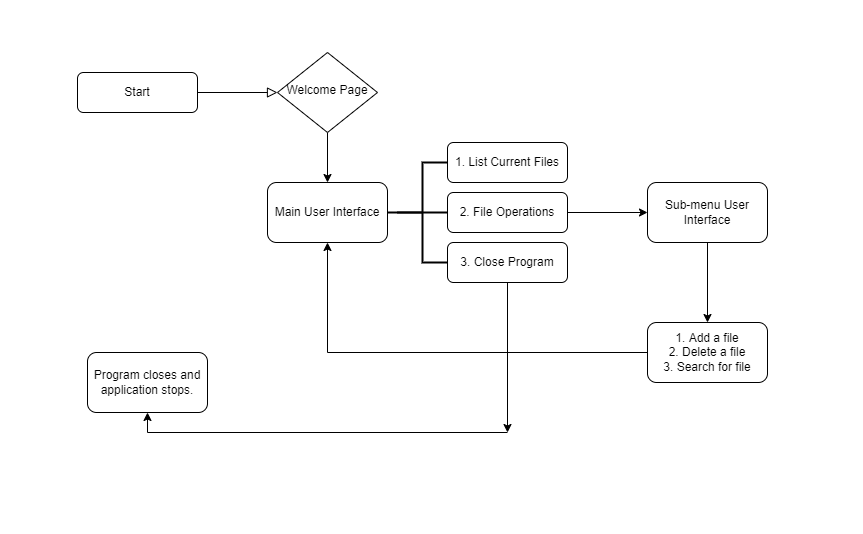 Start
Welcome Page
1. List Current Files
Main User Interface
2. File Operations
Sub-menu User
Interface
3. Close Program
1. Add a file
2. Delete a file
3. Search for file
Program closes and
application stops.